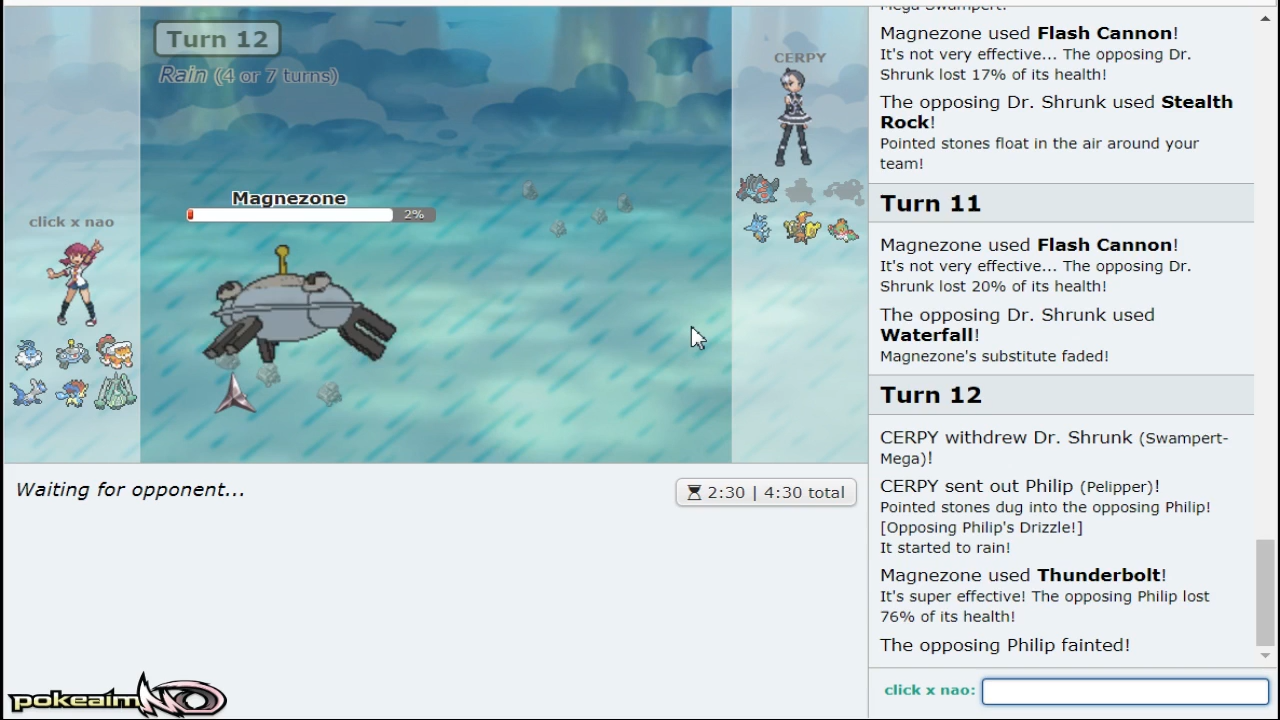 Turn 12
Rain (4 or 7 turns)
click x nao
CERPY
Magnezone
2%
Waiting for opponent...
2:30 | 4:30 total
pokeaimMD
Mega Swampert!
Magnezone used Flash Cannon!
It's not very effective... The opposing Dr.
Shrunk lost 17% of its health!
The opposing Dr. Shrunk used Stealth
Rock!
Pointed stones float in the air around your
team!
Turn 11
Magnezone used Flash Cannon!
It's not very effective... The opposing Dr.
Shrunk lost 20% of its health!
The opposing Dr. Shrunk used
Waterfall!
Magnezone's substitute faded!
Turn 12
CERPY withdrew Dr. Shrunk (Swampert-
Mega)!
CERPY sent out Philip (Pelipper)!
Pointed stones dug into the opposing Philip!
[Opposing Philip's Drizzle!]
It started to rain!
Magnezone used Thunderbolt!
It's super effective! The opposing Philip lost
76% of its health!
The opposing Philip fainted!
click x nao: